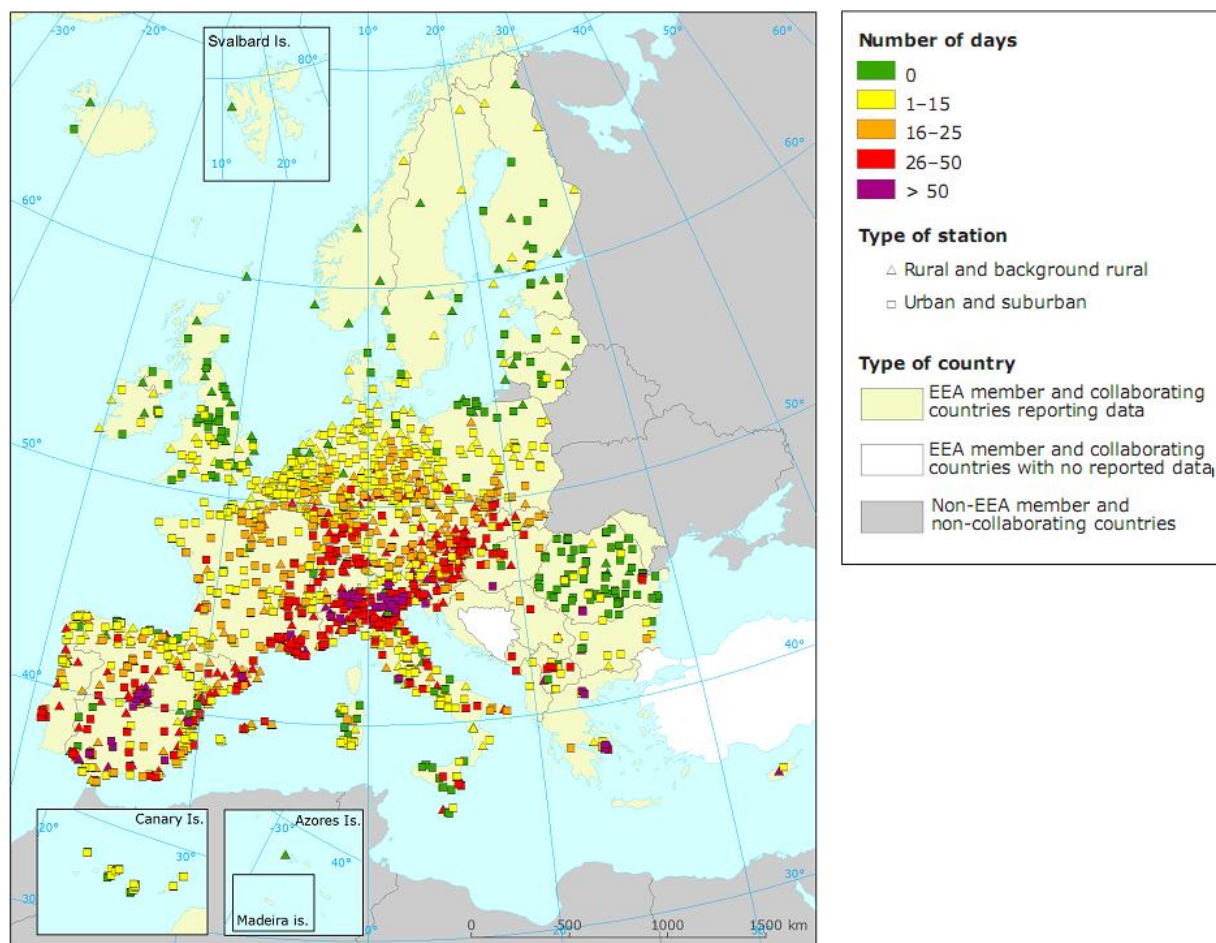 -30°
-20°
-10°
0°
10°
20°
30°
40°
50°
60°
Svalbard Is.
80°
10°
20°
60°
60°
50°
50°
40°
40°
30°
Canary Is.
20°
30°
Azores Is.
-30°
40°
Madeira is.
30
0°
20°
0 500 1000 1500 km
Number of days
0
1–15
16–25
26–50
> 50
Type of station
Rural and background rural
Urban and suburban
Type of country
EEA member and collaborating
countries reporting data
EEA member and collaborating
countries with no reported data
Non-EEA member and
non-collaborating countries